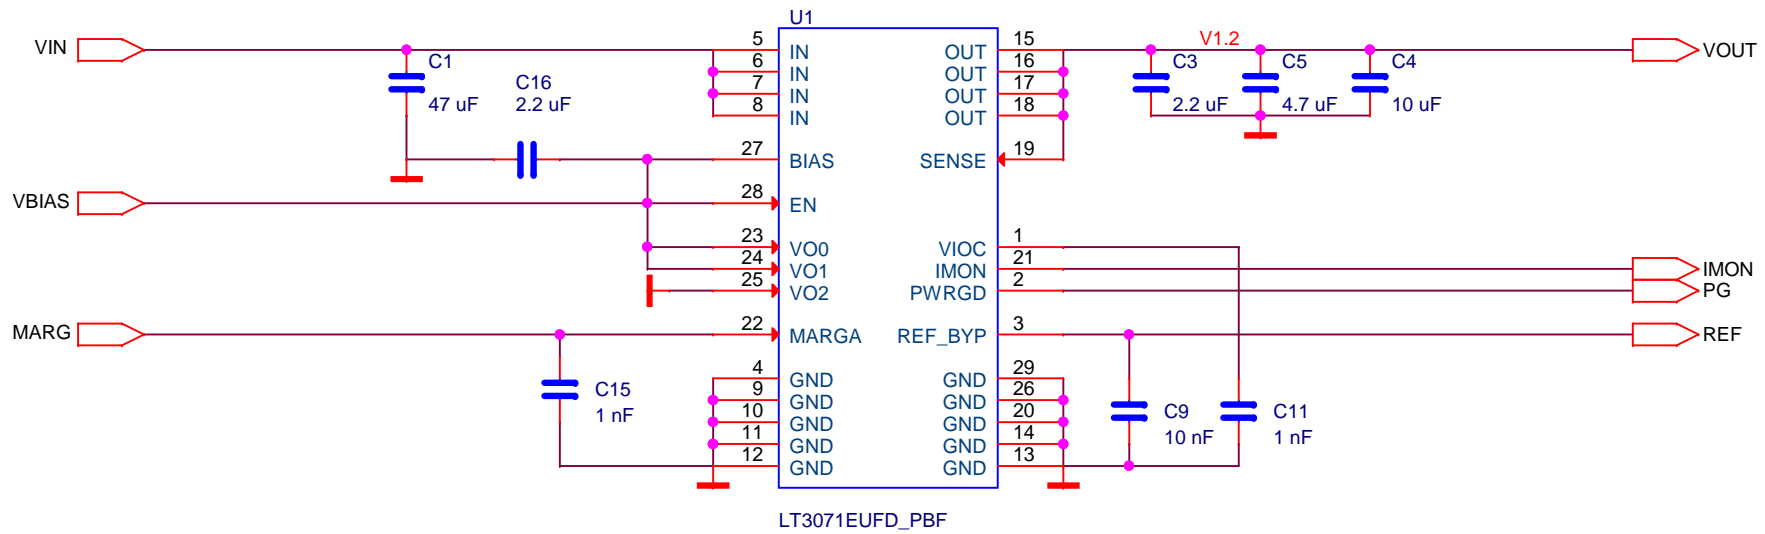 U1
VIN
5
IN
15
OUT
V1.2
VOUT
6
IN
16
OUT
7
IN
17
OUT
8
IN
18
OUT
C1
47 uF
C16
2.2 uF
C3
2.2 uF
C5
4.7 uF
C4
10 uF
27
BIAS
19
SENSE
VBIAS
28
EN
23
VO0
1
VIOC
24
VO1
21
IMON
IMON
25
VO2
2
PWRGD
PG
MARG
22
MARGA
3
REF_BYP
REF
4
GND
29
GND
9
GND
26
GND
10
GND
20
GND
11
GND
14
GND
12
GND
13
GND
C15
1 nF
C9
10 nF
C11
1 nF
LT3071EUFD_PBF